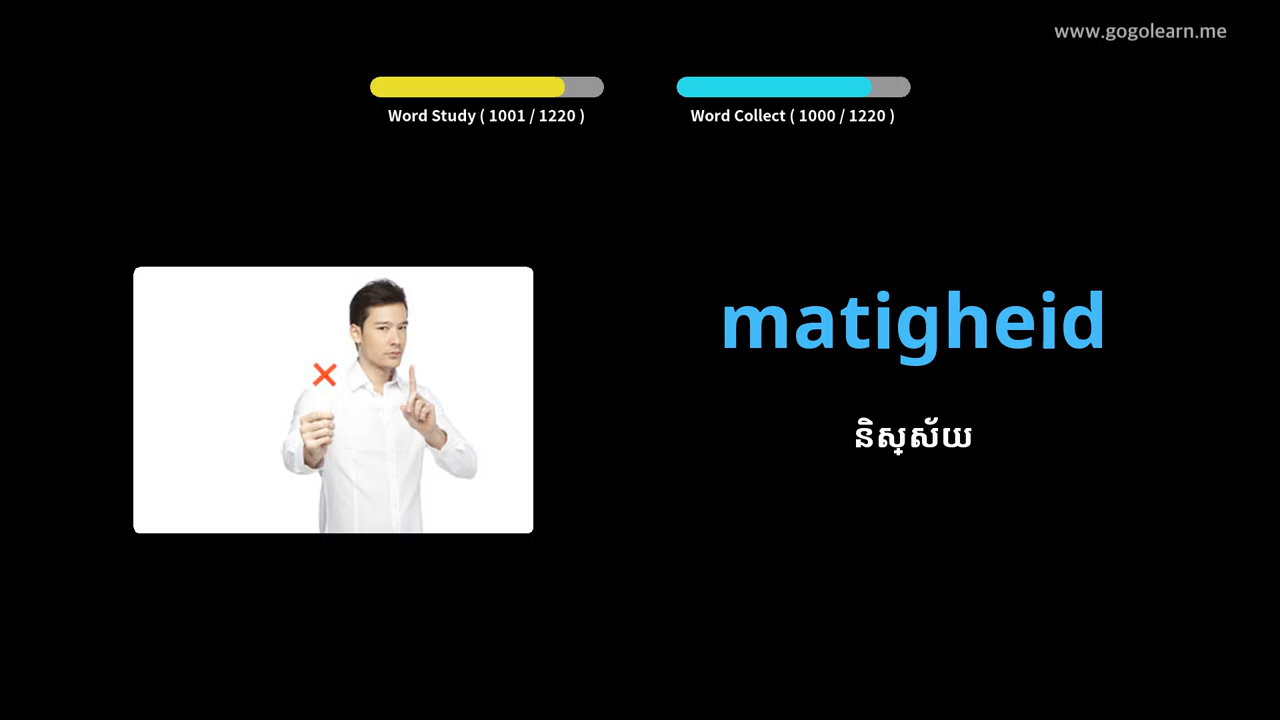 www.gogolearn.me
Word Study ( 1001 / 1220 )
Word Collect ( 1000 / 1220 )
matigheid
និស្ស័យ